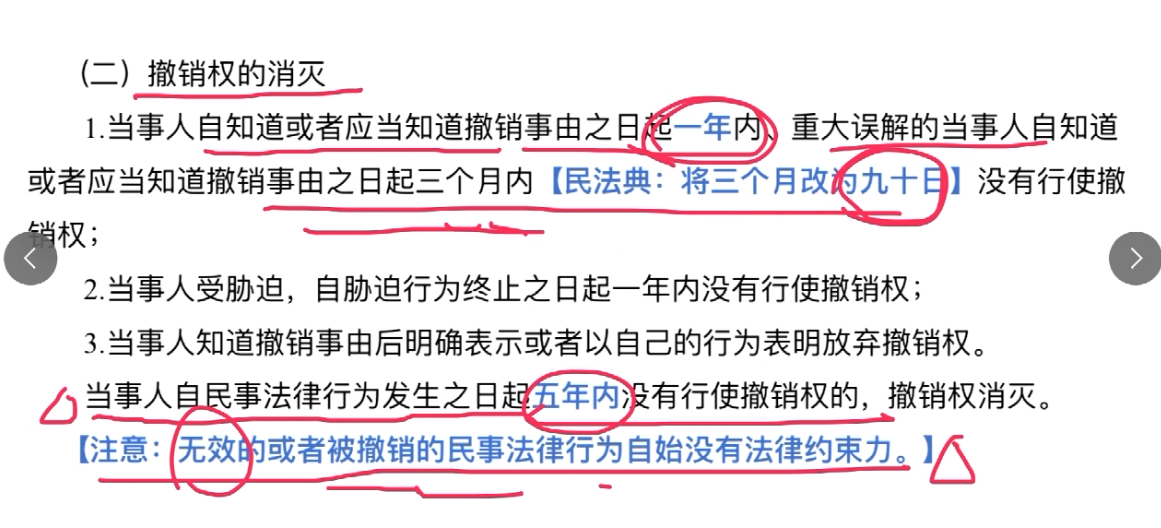 （二）撤销权的消灭
1.当事人自知道或者应当知道撤销事由之日起一年内、重大误解的当事人自知道
或者应当知道撤销事由之日起三个月内【民法典：将三个月改为九十日】没有行使撤
销权；
2.当事人受胁迫，自胁迫行为终止之日起一年内没有行使撤销权；
3.当事人知道撤销事由后明确表示或者以自己的行为表明放弃撤销权。
当事人自民事法律行为发生之日起五年内没有行使撤销权的，撤销权消灭。
【注意：无效的或者被撤销的民事法律行为自始没有法律约束力。】